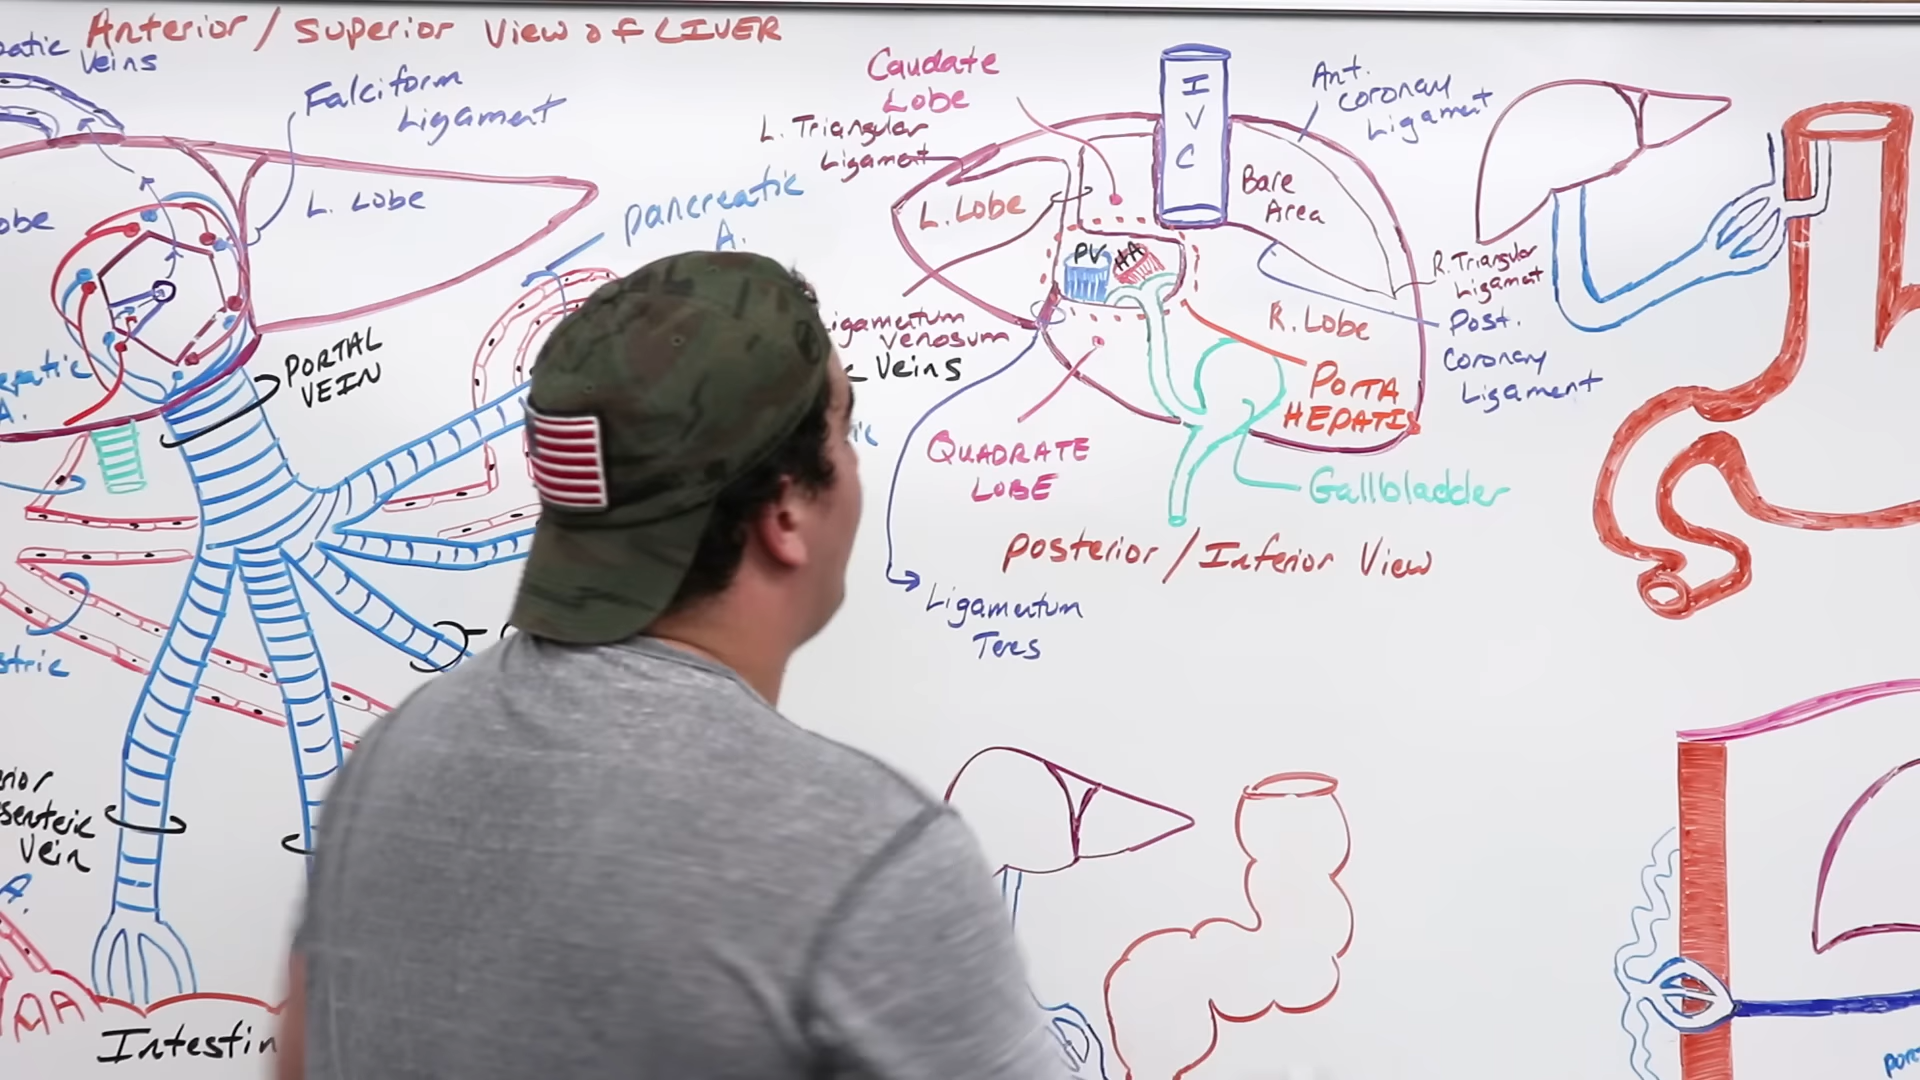 Anterior / Superior View of LIVER
Veins
Falciform
Ligament
L. Lobe
pancreatic
A.
PORTAL
VEIN
A.
Vein
A.
Intestin
Caudate
Lobe
L. Triangular
Ligament
L. Lobe
I
V
C
Ant.
Coronary
Ligament
Bare
Area
PV
HA
R. Triangular
Ligament
R. Lobe
Post.
Coronary
Ligament
igamentum
Venosum
Veins
PORTA
HEPATIS
QUADRATE
LOBE
Gallbladder
Posterior / Inferior View
Ligamentum
Teres